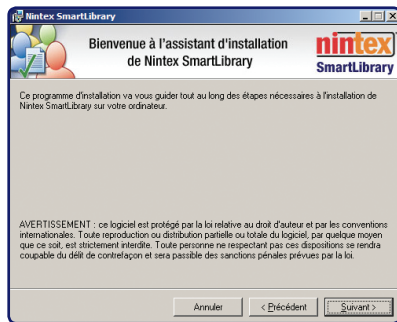 Nintex SmartLibrary
Bienvenue à l'assistant d'installation
de Nintex SmartLibrary
nintex
SmartLibrary
Ce programme d'installation va vous guider tout au long des étapes nécessaires à l'installation de
Nintex SmartLibrary sur votre ordinateur.
AVERTISSEMENT : ce logiciel est protégé par la loi relative au droit d'auteur et par les conventions
internationales. Toute reproduction ou distribution partielle ou totale du logiciel, par quelque moyen
que ce soit, est strictement interdite. Toute personne ne respectant pas ces dispositions se rendra
coupable du délit de contrefaçon et sera passible des sanctions pénales prévues par la loi.
Annuler
< Précédent
Suivant >